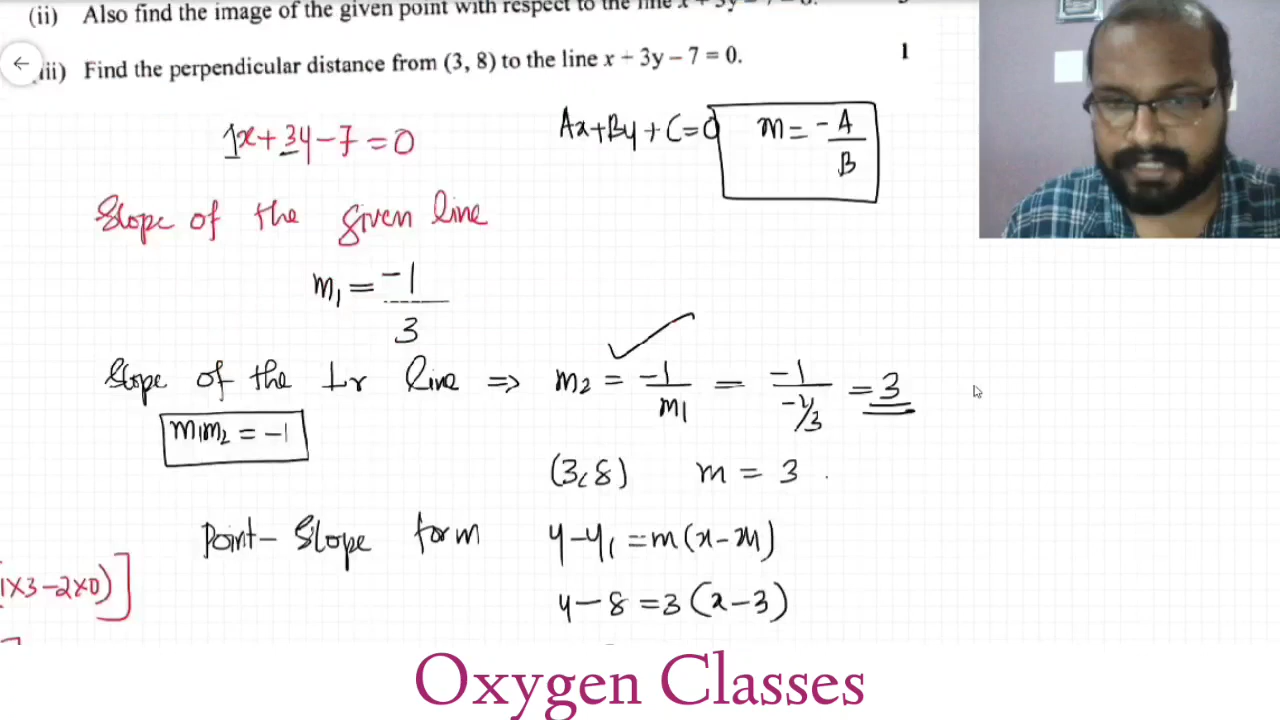 (ii) Also find the image of the given point with respect to the line x + 3y – 7 = 0.
iii) Find the perpendicular distance from (3, 8) to the line x + 3y – 7 = 0.
1
1x+3y-7=0
Ax+By+C=0
m = -A/B
Slope of the given line
m₁ = -1/3
Slope of the ⊥r line ⇒ m₂ = -1/m₁ = -1/-1/3 = 3
m₁m₂ = -1
(3,8) m = 3 .
Point-Slope form y-y₁ = m(x-x₁)
y-8 = 3(x-3)
1×3-2×0)]
Oxygen Classes